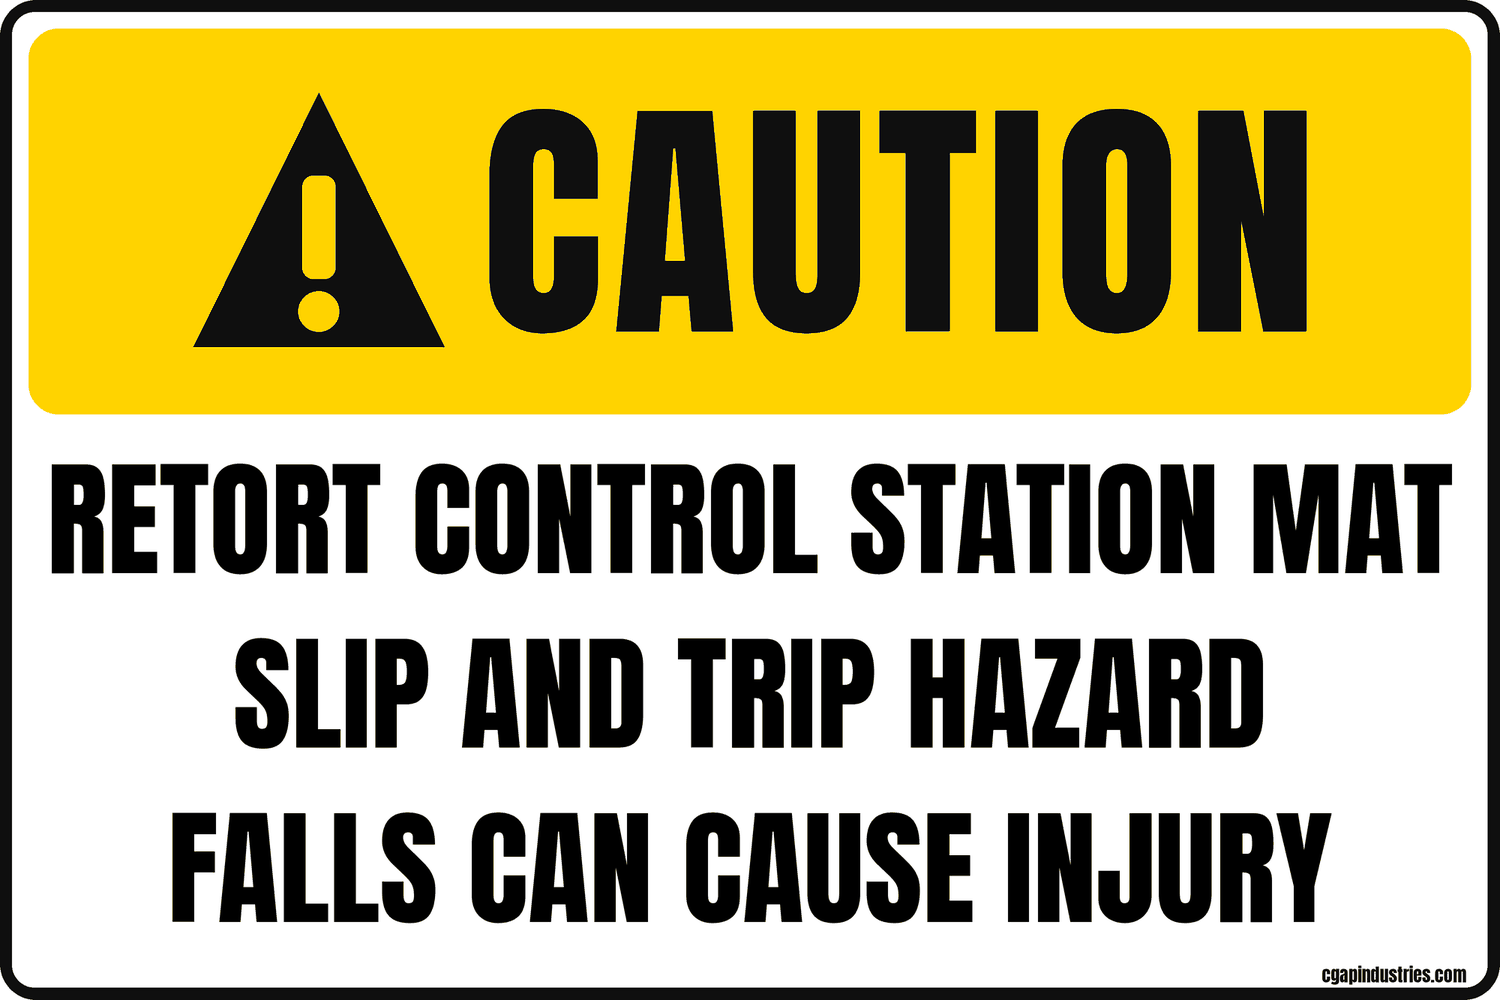 CAUTION
RETORT CONTROL STATION MAT
SLIP AND TRIP HAZARD
FALLS CAN CAUSE INJURY
cgapindustries.com